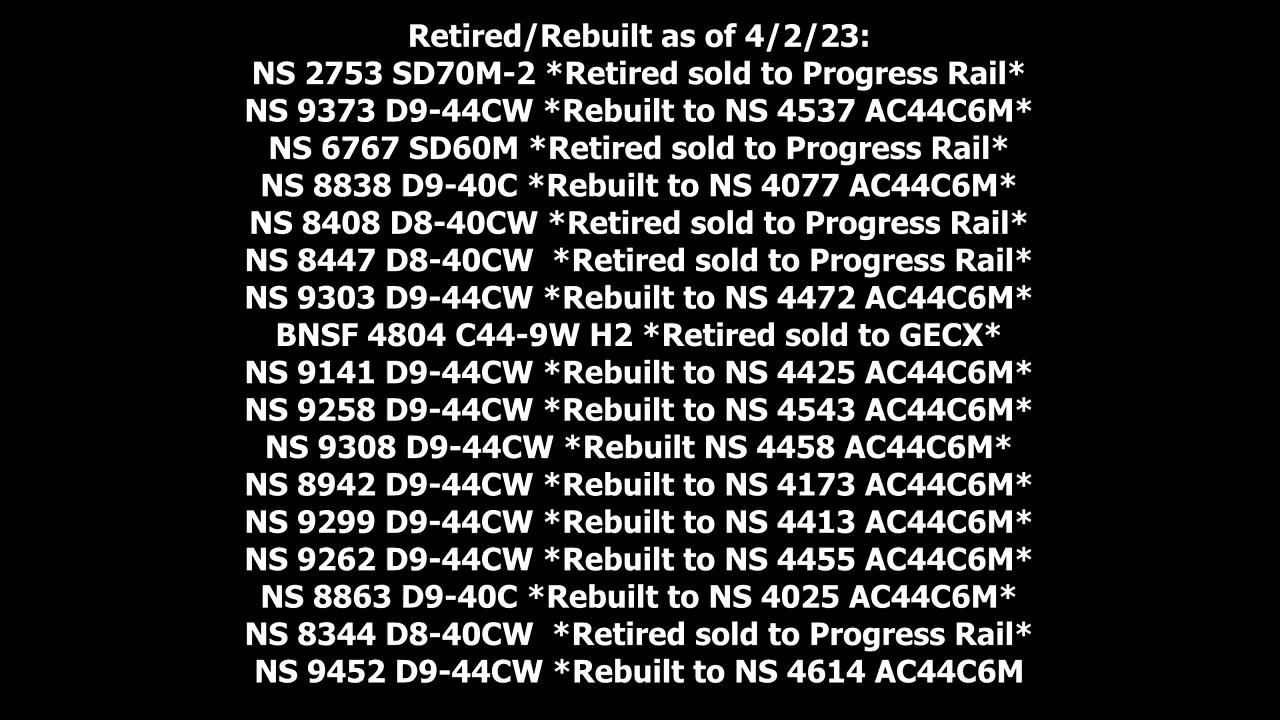 Retired/Rebuilt as of 4/2/23:
NS 2753 SD70M-2 *Retired sold to Progress Rail*
NS 9373 D9-44CW *Rebuilt to NS 4537 AC44C6M*
NS 6767 SD60M *Retired sold to Progress Rail*
NS 8838 D9-40C *Rebuilt to NS 4077 AC44C6M*
NS 8408 D8-40CW *Retired sold to Progress Rail*
NS 8447 D8-40CW  *Retired sold to Progress Rail*
NS 9303 D9-44CW *Rebuilt to NS 4472 AC44C6M*
BNSF 4804 C44-9W H2 *Retired sold to GECX*
NS 9141 D9-44CW *Rebuilt to NS 4425 AC44C6M*
NS 9258 D9-44CW *Rebuilt to NS 4543 AC44C6M*
NS 9308 D9-44CW *Rebuilt NS 4458 AC44C6M*
NS 8942 D9-44CW *Rebuilt to NS 4173 AC44C6M*
NS 9299 D9-44CW *Rebuilt to NS 4413 AC44C6M*
NS 9262 D9-44CW *Rebuilt to NS 4455 AC44C6M*
NS 8863 D9-40C *Rebuilt to NS 4025 AC44C6M*
NS 8344 D8-40CW  *Retired sold to Progress Rail*
NS 9452 D9-44CW *Rebuilt to NS 4614 AC44C6M